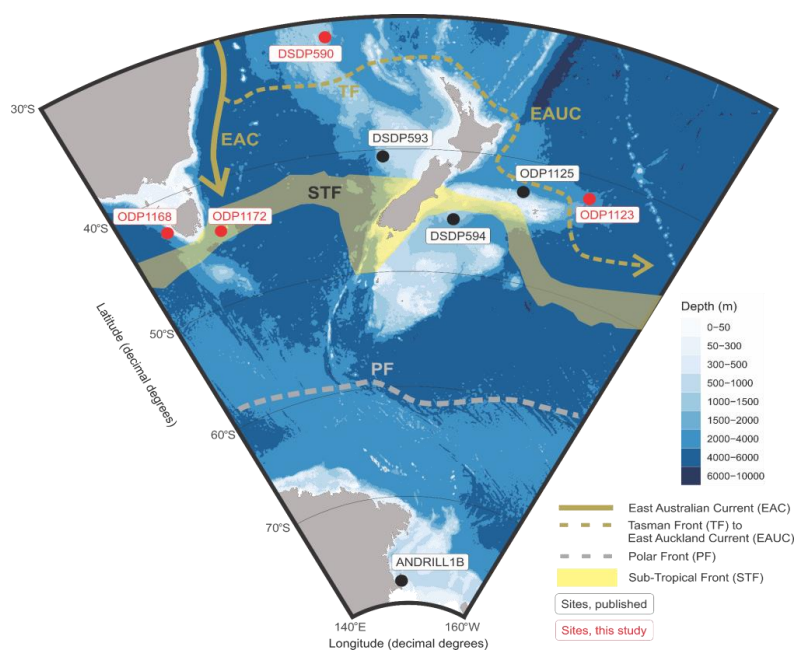 DSDP590
TF
30°S
EAC
EAUC
DSDP593
ODP1125
STF
ODP1168
ODP1172
ODP1123
40°S
DSDP594
Latitude (decimal degrees)
50°S
PF
60°S
70°S
ANDRILL1B
140°E
160°W
Longitude (decimal degrees)
Depth (m)
0–50
50–300
300–500
500–1000
1000–1500
1500–2000
2000–4000
4000–6000
6000–10000
East Australian Current (EAC)
Tasman Front (TF) to
East Auckland Current (EAUC)
Polar Front (PF)
Sub-Tropical Front (STF)
Sites, published
Sites, this study